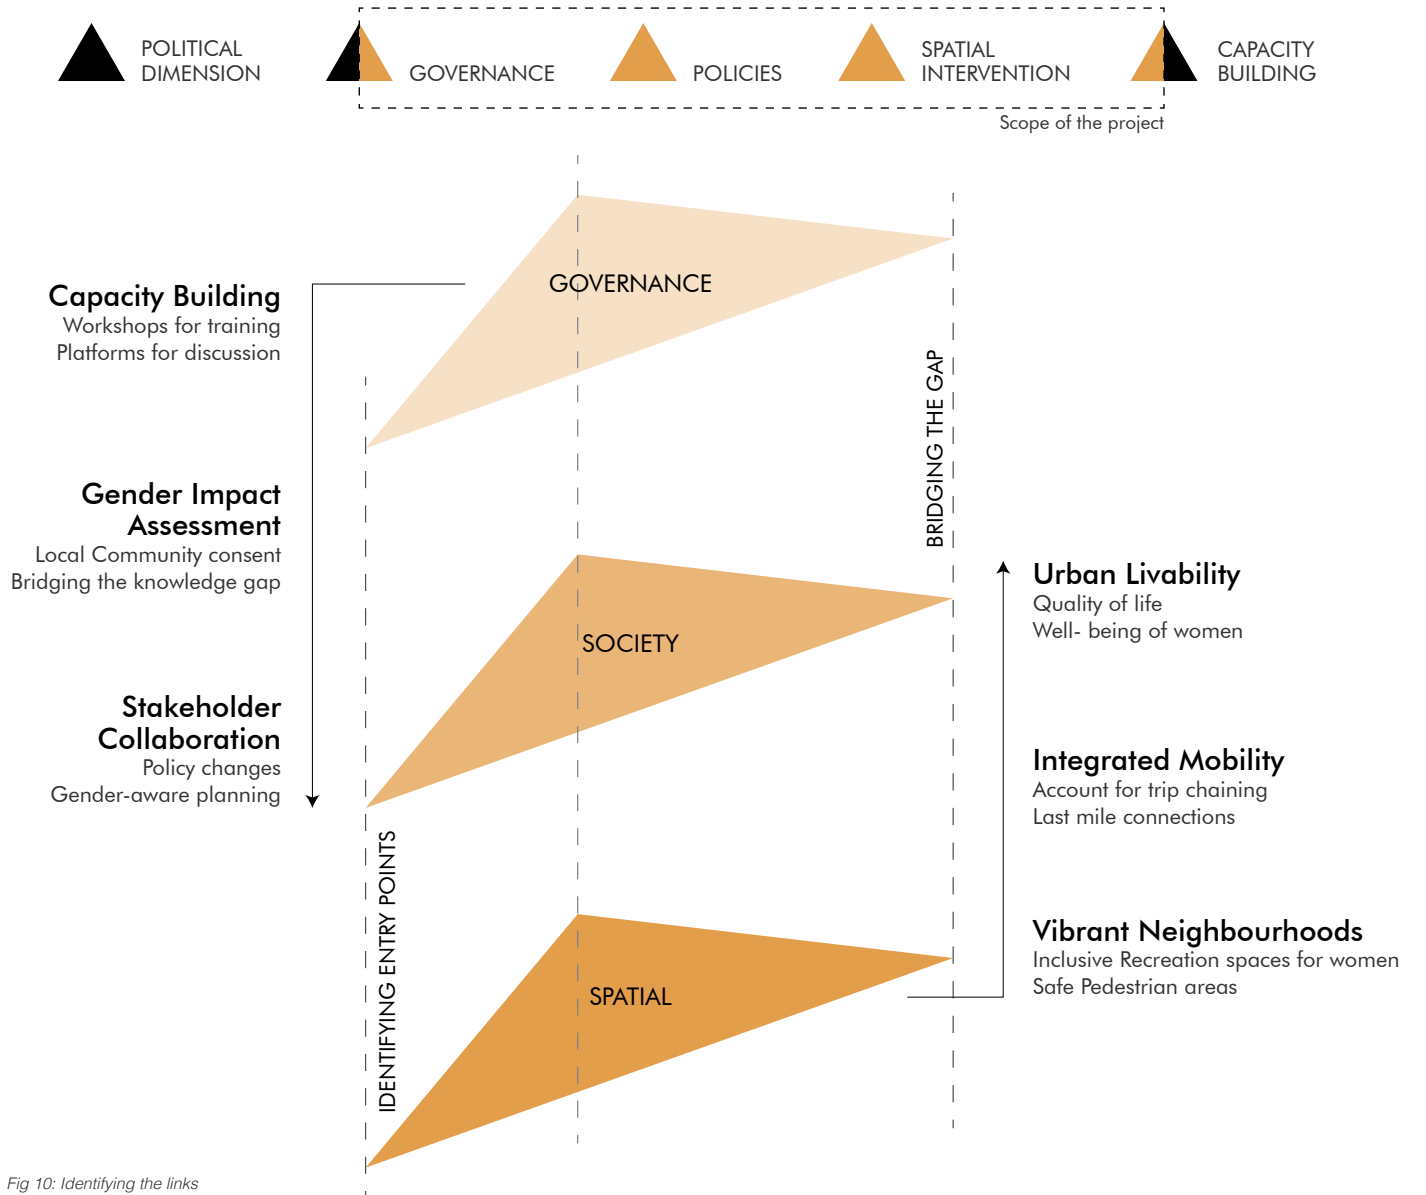 POLITICAL
DIMENSION
GOVERNANCE
POLICIES
SPATIAL
INTERVENTION
CAPACITY
BUILDING
Scope of the project
GOVERNANCE
Capacity Building
Workshops for training
Platforms for discussion
BRIDGING THE GAP
Gender Impact
Assessment
Local Community consent
Bridging the knowledge gap
SOCIETY
Urban Livability
Quality of life
Well- being of women
Stakeholder
Collaboration
Policy changes
Gender-aware planning
Integrated Mobility
Account for trip chaining
Last mile connections
IDENTIFYING ENTRY POINTS
SPATIAL
Vibrant Neighbourhoods
Inclusive Recreation spaces for women
Safe Pedestrian areas
Fig 10: Identifying the links